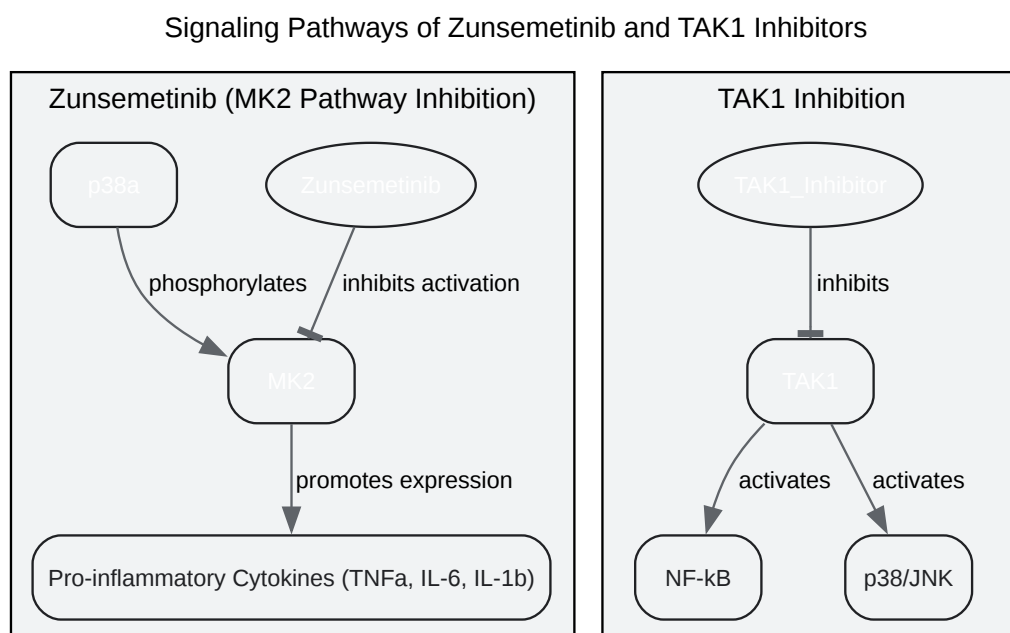 Signaling Pathways of Zunsemetinib and TAK1 Inhibitors
Zunsemetinib (MK2 Pathway Inhibition)
p38a
Zunsemetinib
phosphorylates
inhibits activation
MK2
promotes expression
Pro-inflammatory Cytokines (TNFa, IL-6, IL-1b)
TAK1 Inhibition
TAK1_Inhibitor
inhibits
TAK1
activates
activates
NF-kB
p38/JNK